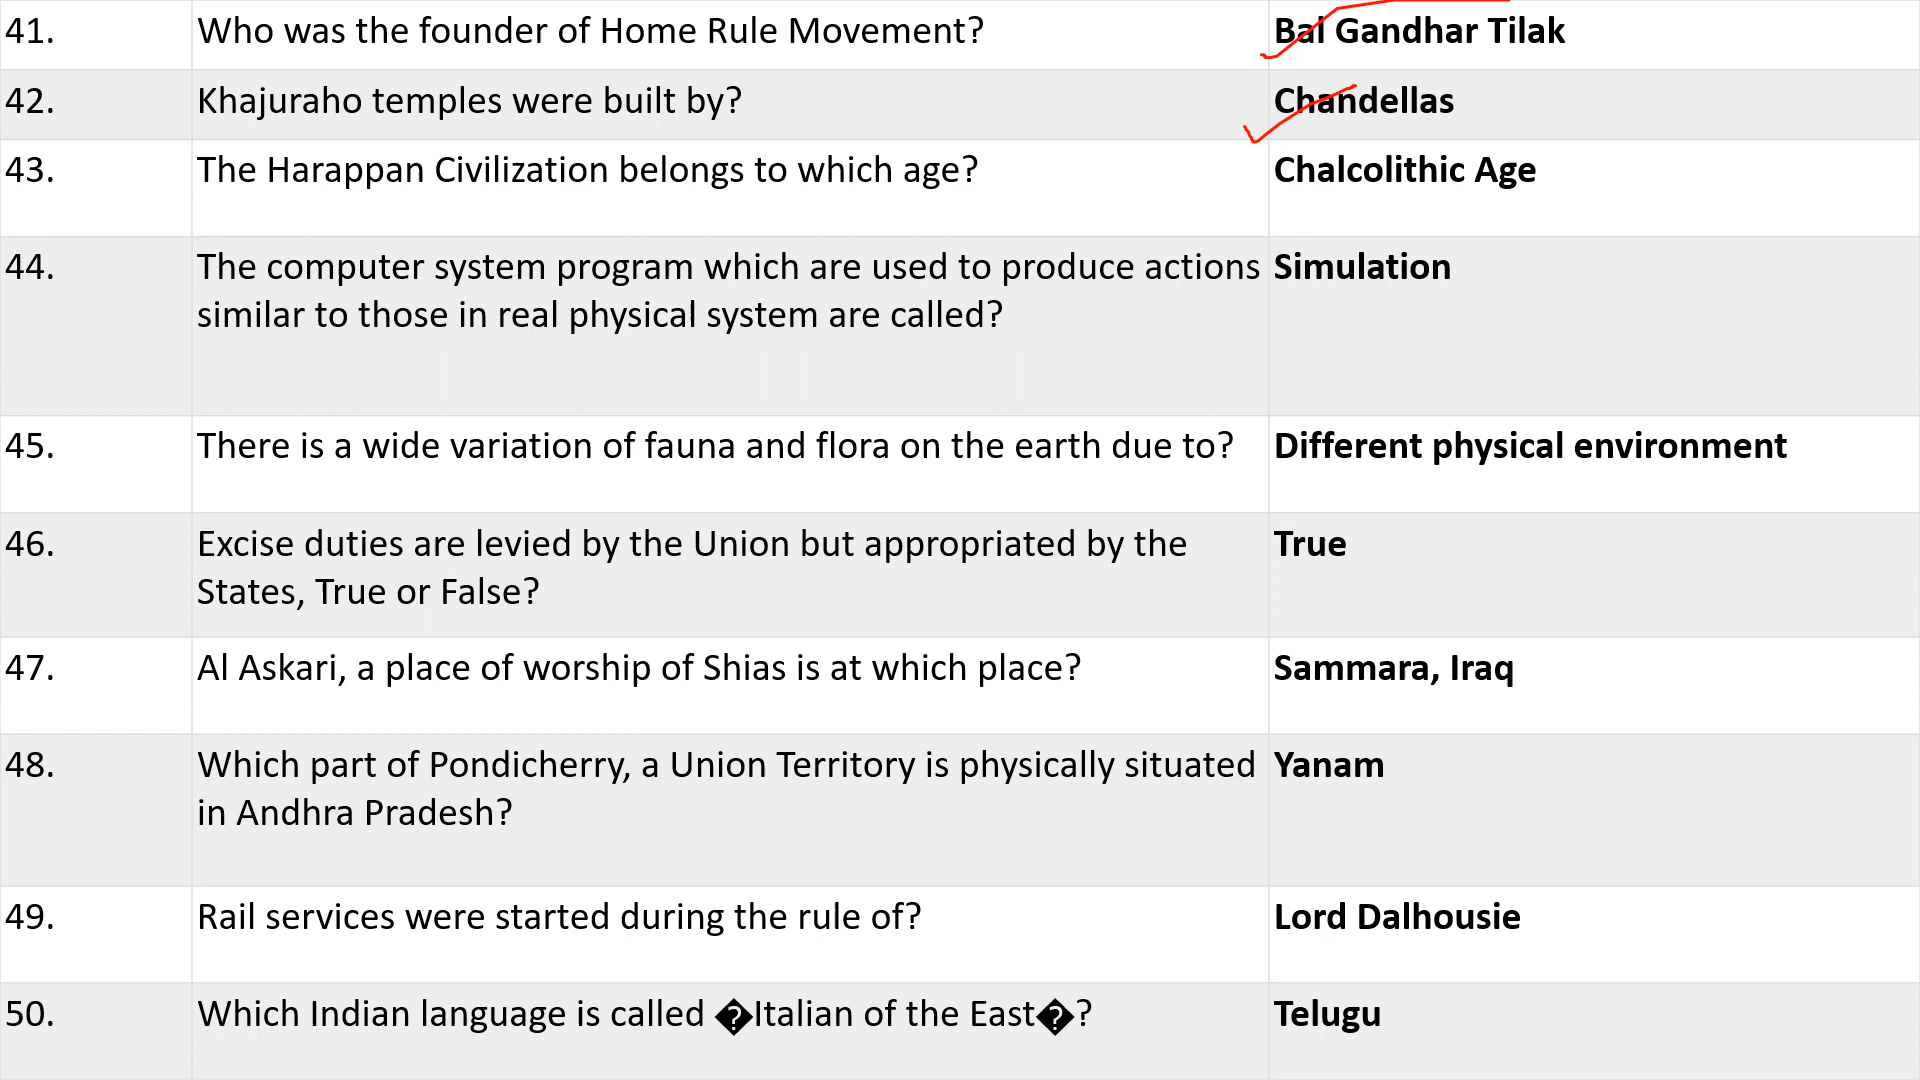 41. Who was the founder of Home Rule Movement? Bal Gandhar Tilak
42. Khajuraho temples were built by? Chandellas
43. The Harappan Civilization belongs to which age? Chalcolithic Age
44. The computer system program which are used to produce actions Simulation
similar to those in real physical system are called?
45. There is a wide variation of fauna and flora on the earth due to? Different physical environment
46. Excise duties are levied by the Union but appropriated by the True
States, True or False?
47. Al Askari, a place of worship of Shias is at which place? Sammara, Iraq
48. Which part of Pondicherry, a Union Territory is physically situated Yanam
in Andhra Pradesh?
49. Rail services were started during the rule of? Lord Dalhousie
50. Which Indian language is called �Italian of the East�? Telugu